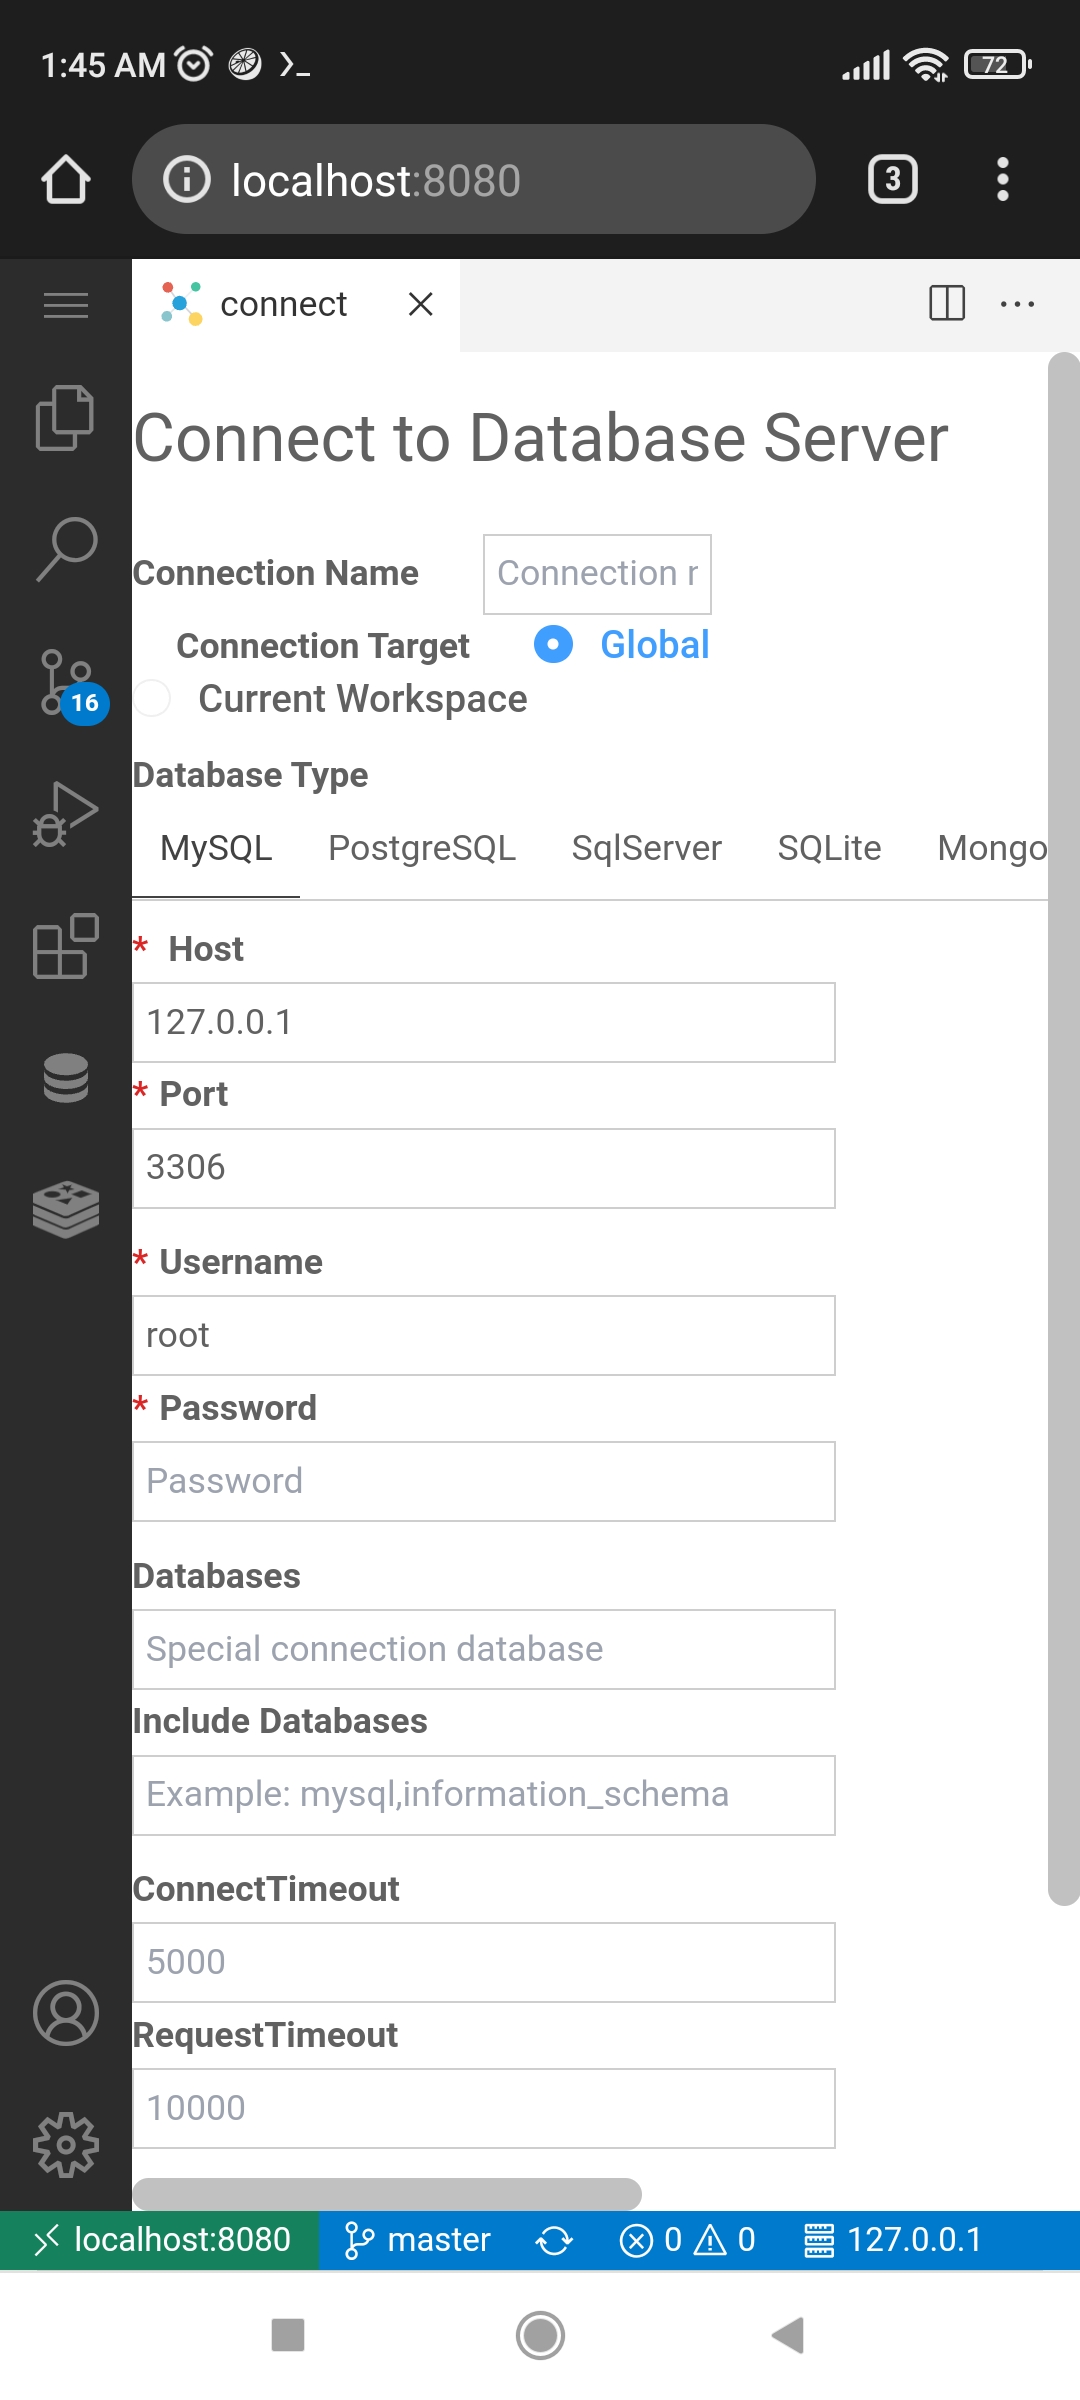 1:45 AM 72
localhost:8080 3
connect
Connect to Database Server
Connection Name Connection r
Connection Target Global
Current Workspace
16
Database Type
MySQL PostgreSQL SqlServer SQLite Mongo
* Host
127.0.0.1
* Port
3306
* Username
root
* Password
Password
Databases
Special connection database
Include Databases
Example: mysql,information_schema
ConnectTimeout
5000
RequestTimeout
10000
localhost:8080 master 0 0 127.0.0.1